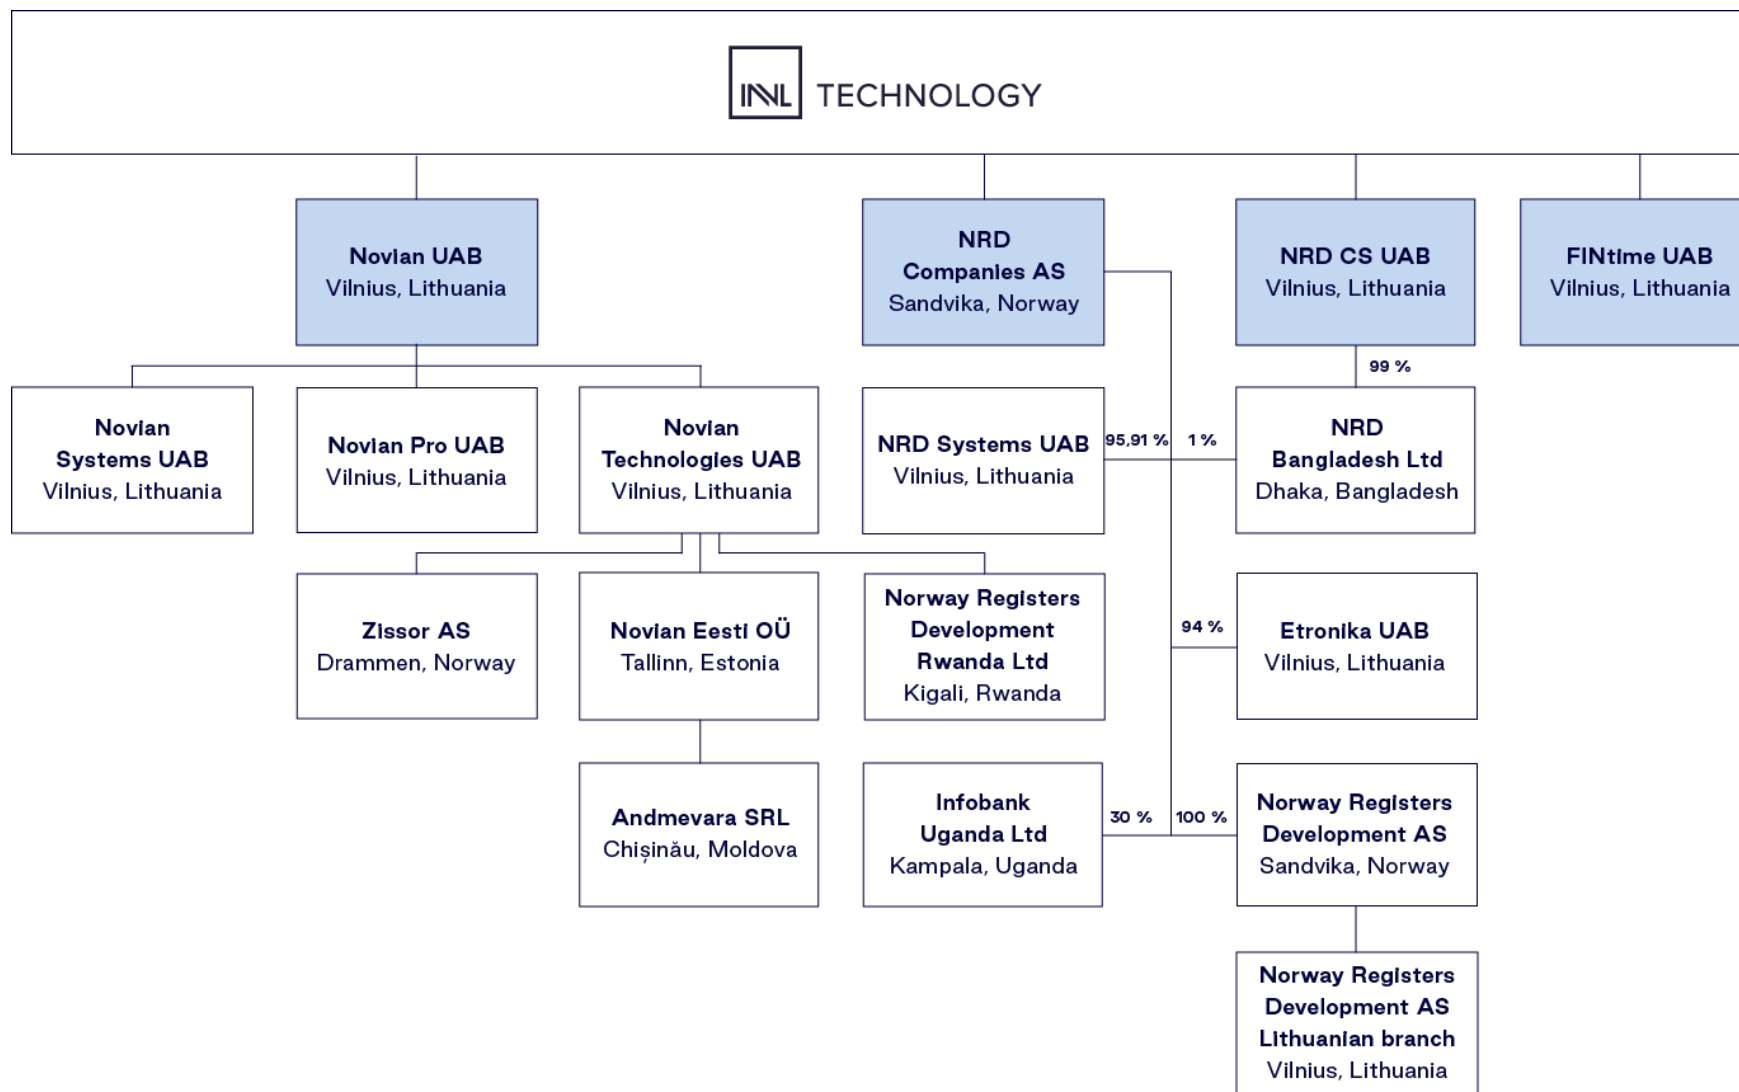 INVL TECHNOLOGY
Novian UAB
Vilnius, Lithuania
NRD
Companies AS
Sandvika, Norway
NRD CS UAB
Vilnius, Lithuania
FINtime UAB
Vilnius, Lithuania
99 %
Novian
Systems UAB
Vilnius, Lithuania
Novian Pro UAB
Vilnius, Lithuania
Novian
Technologies UAB
Vilnius, Lithuania
NRD Systems UAB
Vilnius, Lithuania
95,91 %
1 %
NRD
Bangladesh Ltd
Dhaka, Bangladesh
Zissor AS
Drammen, Norway
Novian Eesti OÜ
Tallinn, Estonia
Norway Registers
Development
Rwanda Ltd
Kigali, Rwanda
94 %
Etronika UAB
Vilnius, Lithuania
Andmevara SRL
Chișinău, Moldova
Infobank
Uganda Ltd
Kampala, Uganda
30 %
100 %
Norway Registers
Development AS
Sandvika, Norway
Norway Registers
Development AS
Lithuanian branch
Vilnius, Lithuania